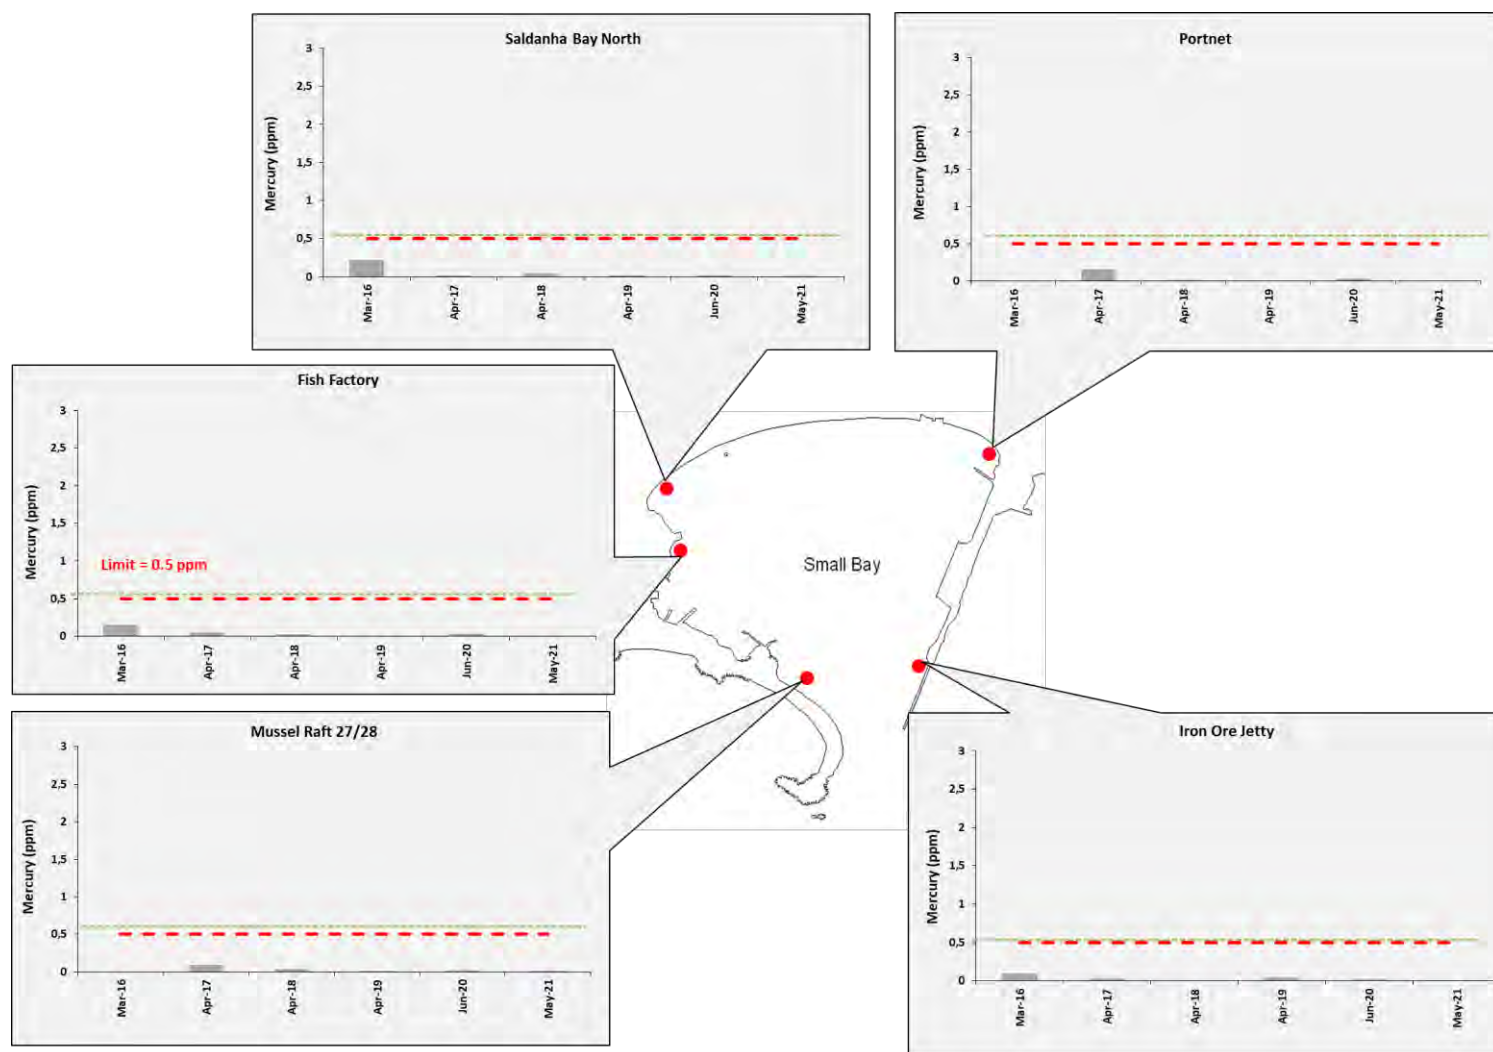 Saldanha Bay North
Mercury (ppm)
3
2,5
2
1,5
1
0,5
0
Mar-16
Apr-17
Apr-18
Apr-19
Jun-20
May-21
Portnet
Mercury (ppm)
3
2,5
2
1,5
1
0,5
0
Mar-16
Apr-17
Apr-18
Apr-19
Jun-20
May-21
Fish Factory
Mercury (ppm)
3
2,5
2
1,5
1
0,5
0
Limit = 0.5 ppm
Mar-16
Apr-17
Apr-18
Apr-19
Jun-20
May-21
Small Bay
Mussel Raft 27/28
Mercury (ppm)
3
2,5
2
1,5
1
0,5
0
Mar-16
Apr-17
Apr-18
Apr-19
Jun-20
May-21
Iron Ore Jetty
Mercury (ppm)
3
2,5
2
1,5
1
0,5
0
Mar-16
Apr-17
Apr-18
Apr-19
Jun-20
May-21